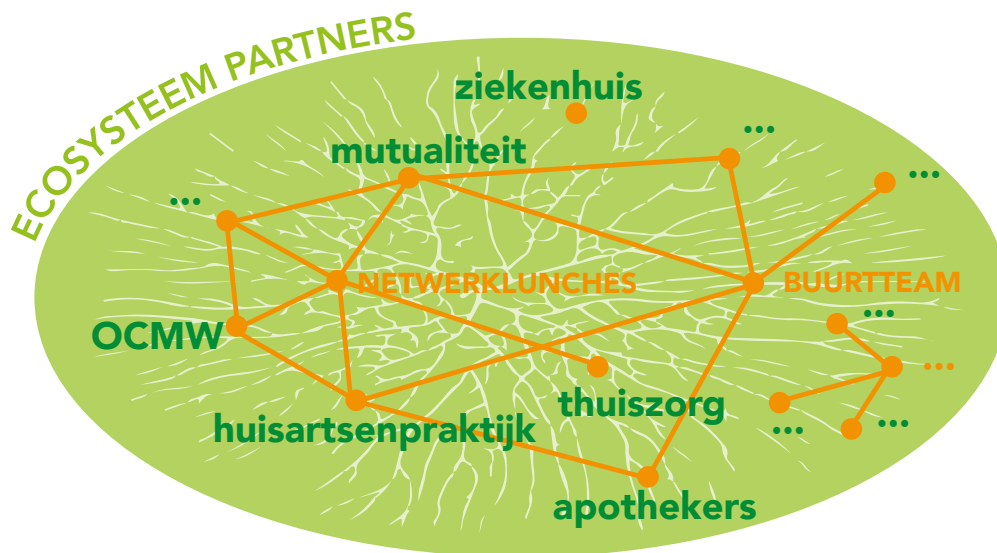 ECOSYSTEEM PARTNERS
ziekenhuis
...
mutualiteit
...
...
NETWERKLUNCHES
BUURTTEAM
...
OCMW
...
thuiszorg
huisartsenpraktijk
...
...
apothekers